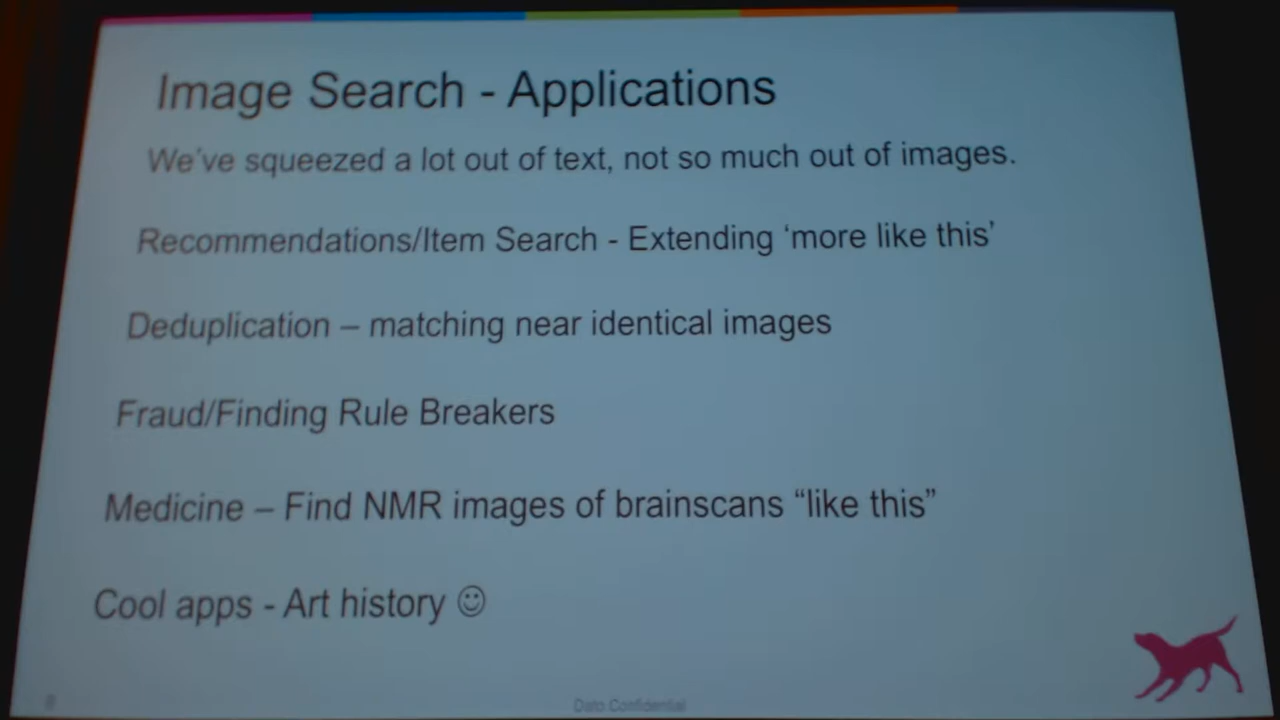 Image Search - Applications
We've squeezed a lot out of text, not so much out of images.
Recommendations/Item Search - Extending ‘more like this’
Deduplication – matching near identical images
Fraud/Finding Rule Breakers
Medicine – Find NMR images of brainscans “like this”
Cool apps - Art history ☺
Dato Confidential